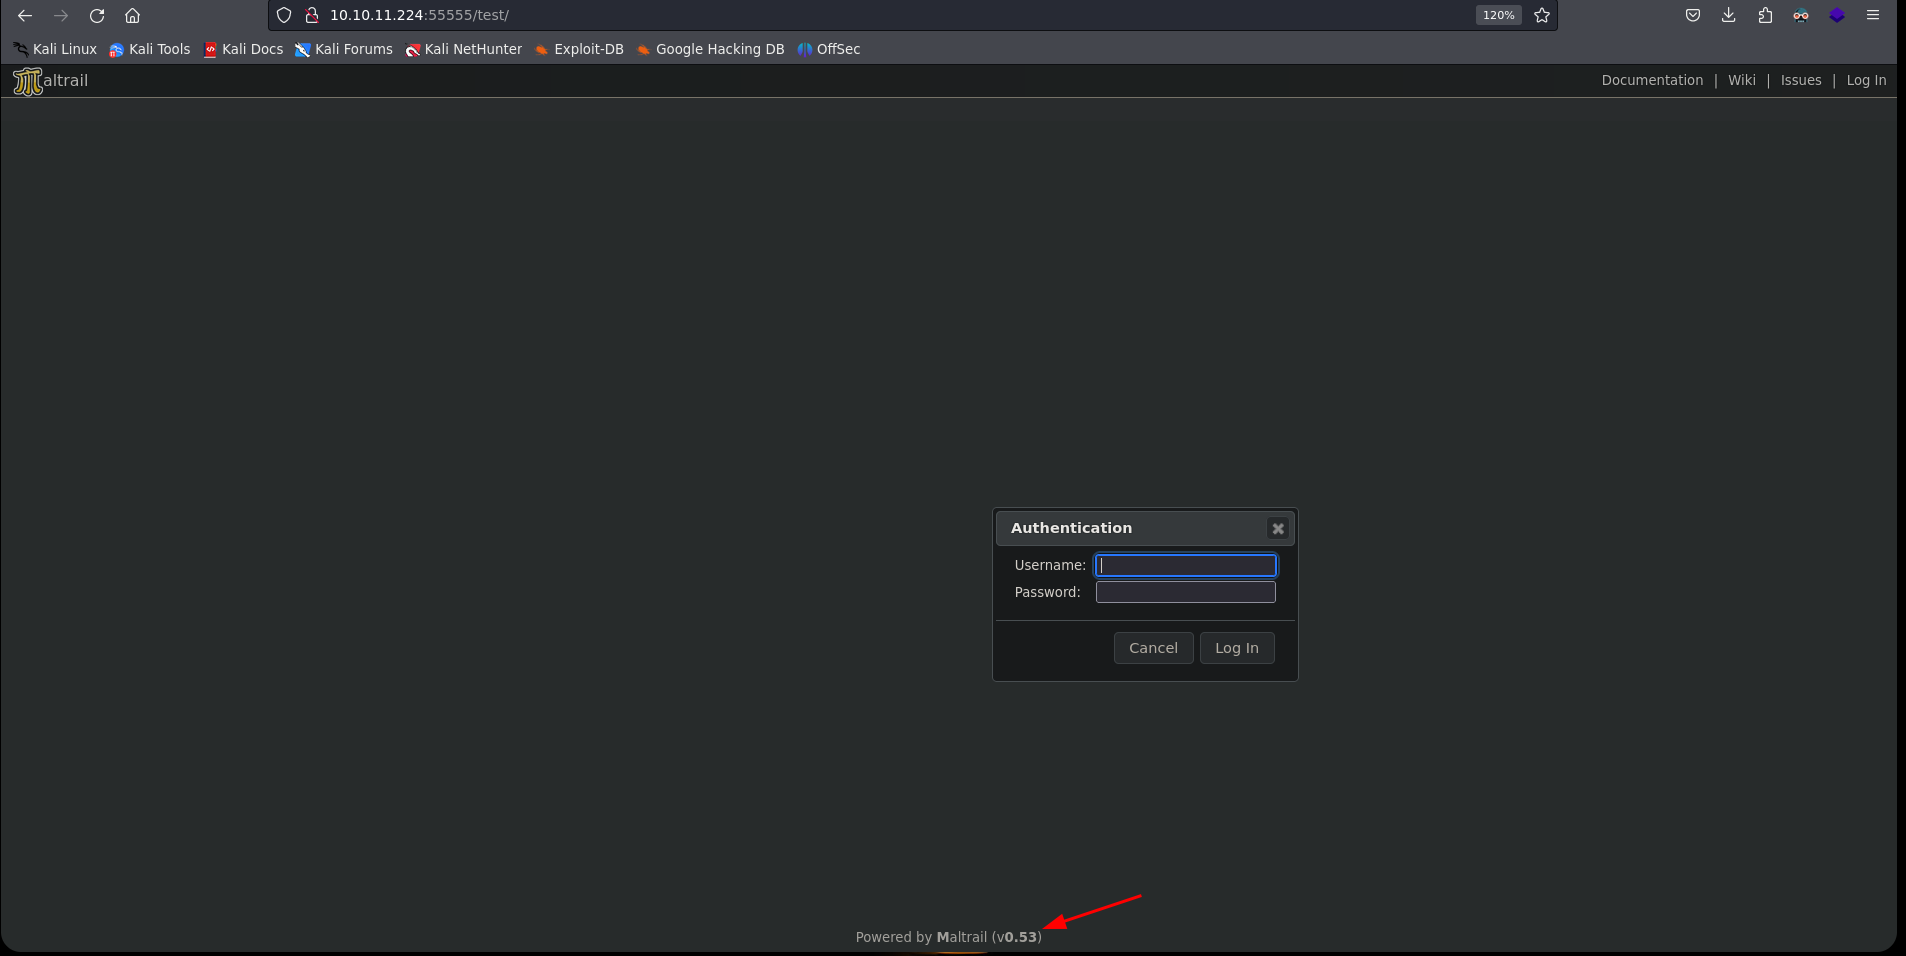 10.10.11.224:55555/test/ 120%
Kali Linux Kali Tools Kali Docs Kali Forums Kali NetHunter Exploit-DB Google Hacking DB OffSec
maltrail Documentation | Wiki | Issues | Log In
Authentication
Username:
Password:
Cancel Log In
Powered by Maltrail (v0.53)